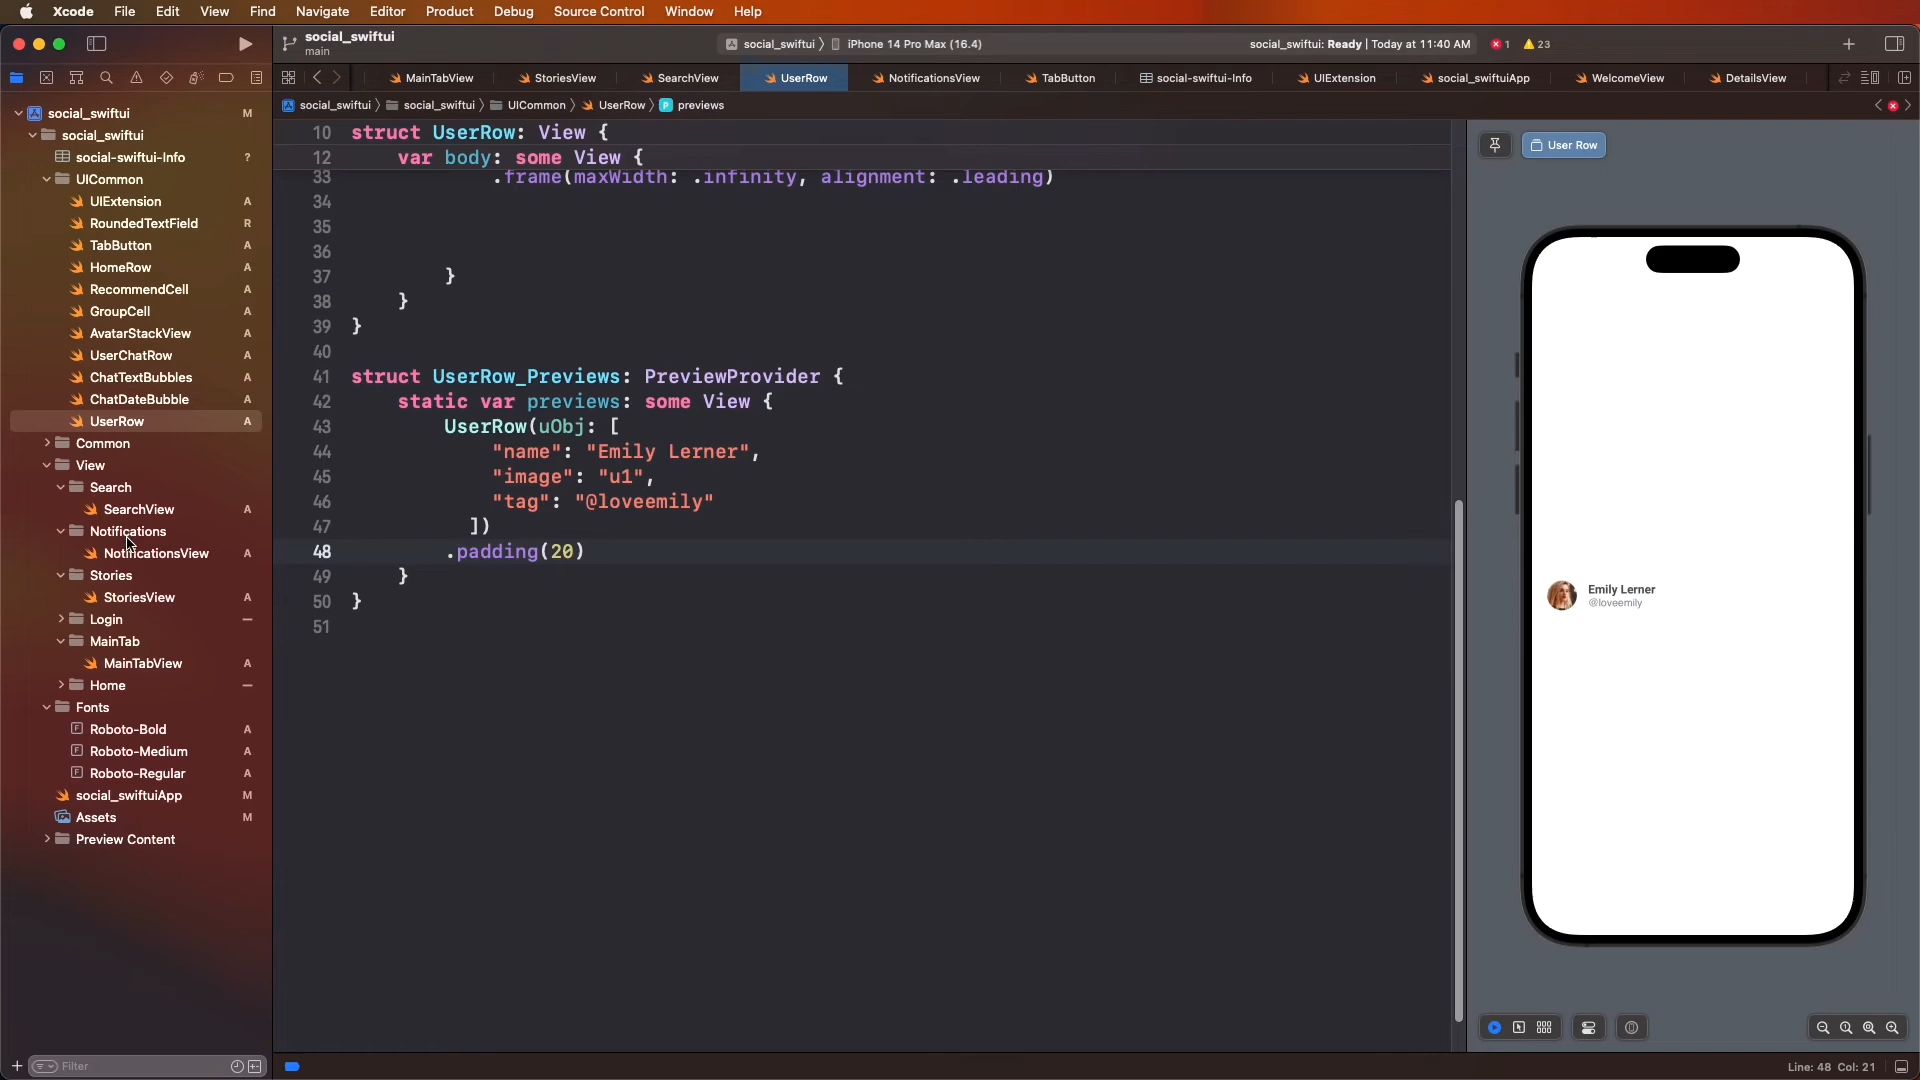 Xcode File Edit View Find Navigate Editor Product Debug Source Control Window Help
social_swiftui
main
social_swiftui 〉 iPhone 14 Pro Max (16.4)
social_swiftui: Ready | Today at 11:40 AM
1
23
MainTabView StoriesView SearchView UserRow NotificationsView TabButton social-swiftui-Info UIExtension social_swiftuiApp WelcomeView DetailsView
social_swiftui 〉 social_swiftui 〉 UICommon 〉 UserRow 〉 P previews
social_swiftui M
social_swiftui
social-swiftui-Info ?
UICommon
UIExtension A
RoundedTextField R
TabButton A
HomeRow A
RecommendCell A
GroupCell A
AvatarStackView A
UserChatRow A
ChatTextBubbles A
ChatDateBubble A
UserRow A
Common
View
Search
SearchView A
Notifications
NotificationsView A
Stories
StoriesView A
Login
MainTab
MainTabView A
Home
Fonts
Roboto-Bold A
Roboto-Medium A
Roboto-Regular A
social_swiftuiApp M
Assets M
Preview Content
Filter
10 struct UserRow: View {
12 var body: some View {
33 .frame(maxWidth: .infinity, alignment: .leading)
34
35
36
37 }
38 }
39 }
40
41 struct UserRow_Previews: PreviewProvider {
42 static var previews: some View {
43 UserRow(uObj: [
44 "name": "Emily Lerner",
45 "image": "u1",
46 "tag": "@loveemily"
47 ])
48 .padding(20)
49 }
50 }
51
User Row
Emily Lerner
@loveemily
Line: 48 Col: 21